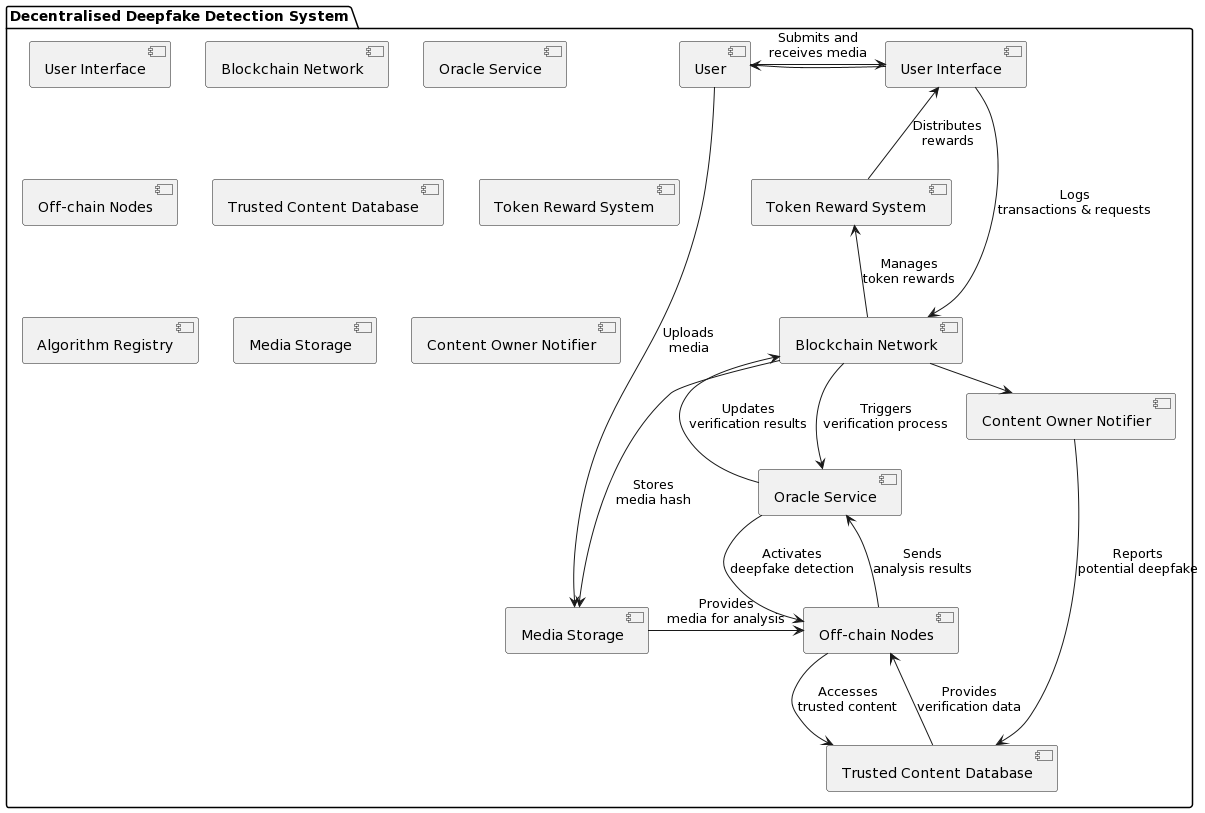 Decentralised Deepfake Detection System
User Interface
Blockchain Network
Oracle Service
User
Submits and
receives media
User Interface
Distributes
rewards
Off-chain Nodes
Trusted Content Database
Token Reward System
Token Reward System
Logs
transactions & requests
Manages
token rewards
Algorithm Registry
Media Storage
Content Owner Notifier
Uploads
media
Blockchain Network
Updates
verification results
Triggers
verification process
Content Owner Notifier
Stores
media hash
Oracle Service
Activates
deepfake detection
Sends
analysis results
Reports
potential deepfake
Media Storage
Provides
media for analysis
Off-chain Nodes
Accesses
trusted content
Provides
verification data
Trusted Content Database